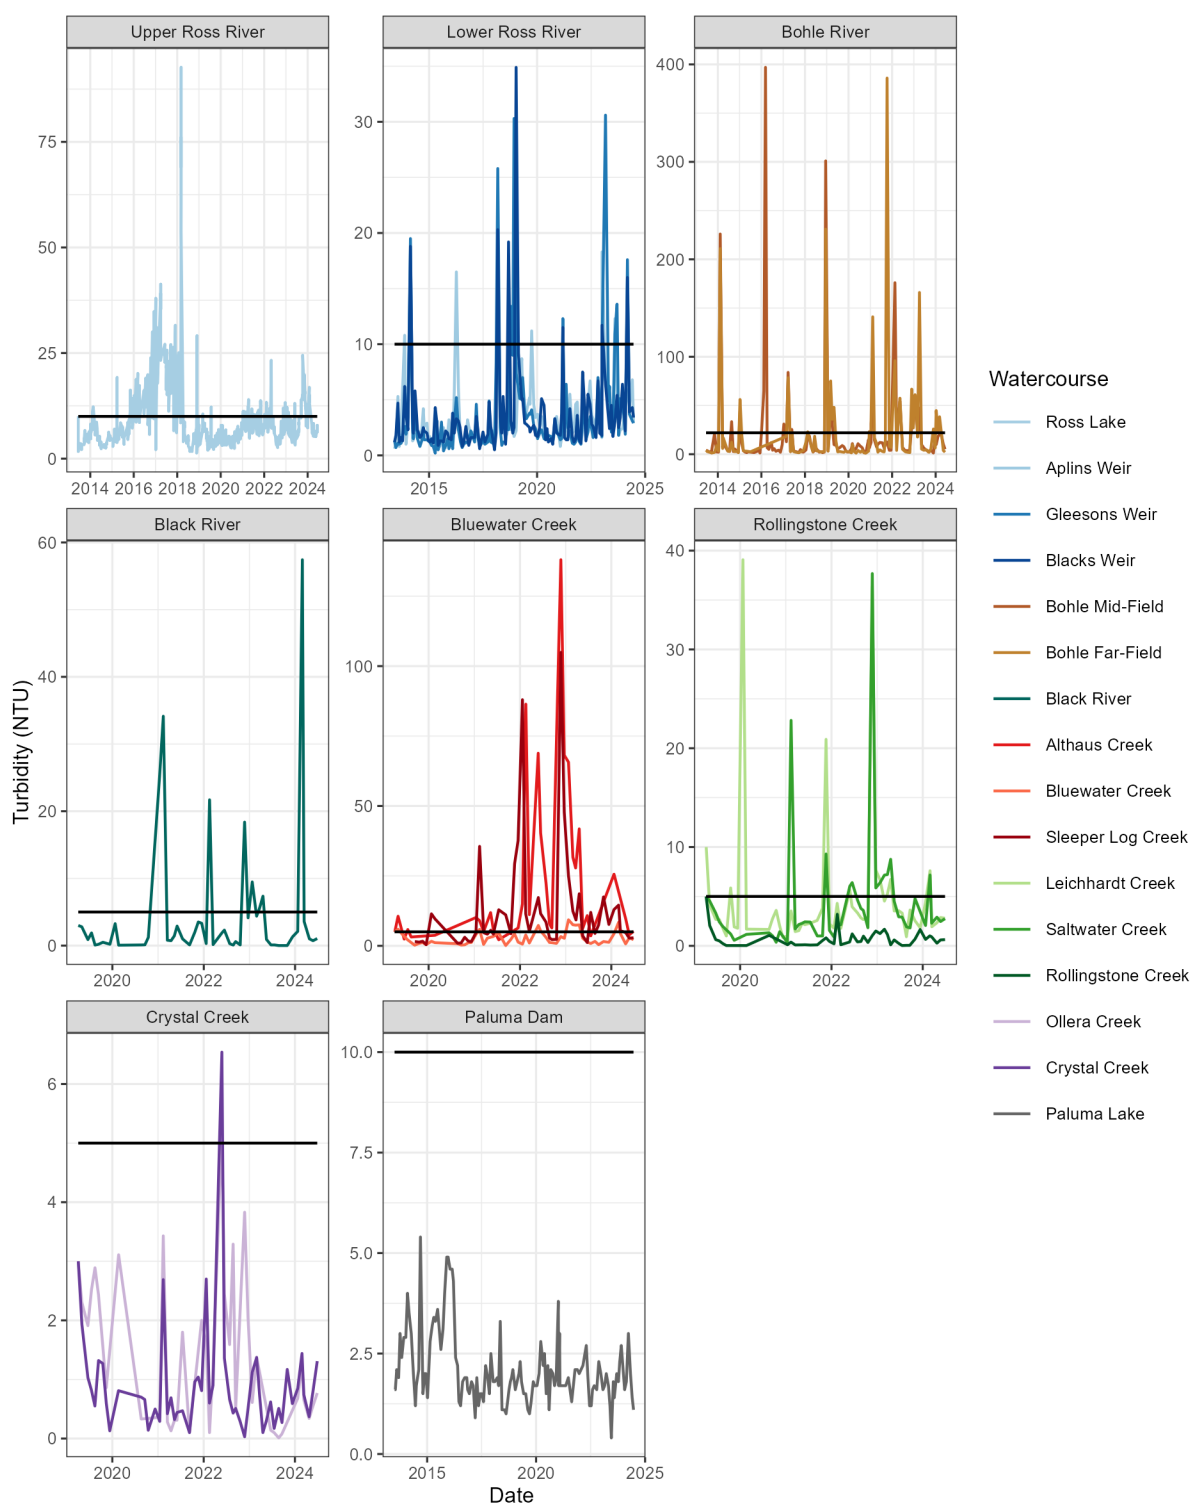 Upper Ross River
Lower Ross River
Bohle River
75
50
25
0
2014 2016 2018 2020 2022 2024
30
20
10
0
2015 2020 2025
400
300
200
100
0
2014 2016 2018 2020 2022 2024
Black River
Bluewater Creek
Rollingstone Creek
60
40
20
0
2020 2022 2024
100
50
0
2020 2022 2024
40
30
20
10
0
2020 2022 2024
Crystal Creek
Paluma Dam
6
4
2
0
2020 2022 2024
10.0
7.5
5.0
2.5
0.0
2015 2020 2025
Turbidity (NTU)
Date
Watercourse
Ross Lake
Aplins Weir
Gleesons Weir
Blacks Weir
Bohle Mid-Field
Bohle Far-Field
Black River
Althaus Creek
Bluewater Creek
Sleeper Log Creek
Leichhardt Creek
Saltwater Creek
Rollingstone Creek
Ollera Creek
Crystal Creek
Paluma Lake